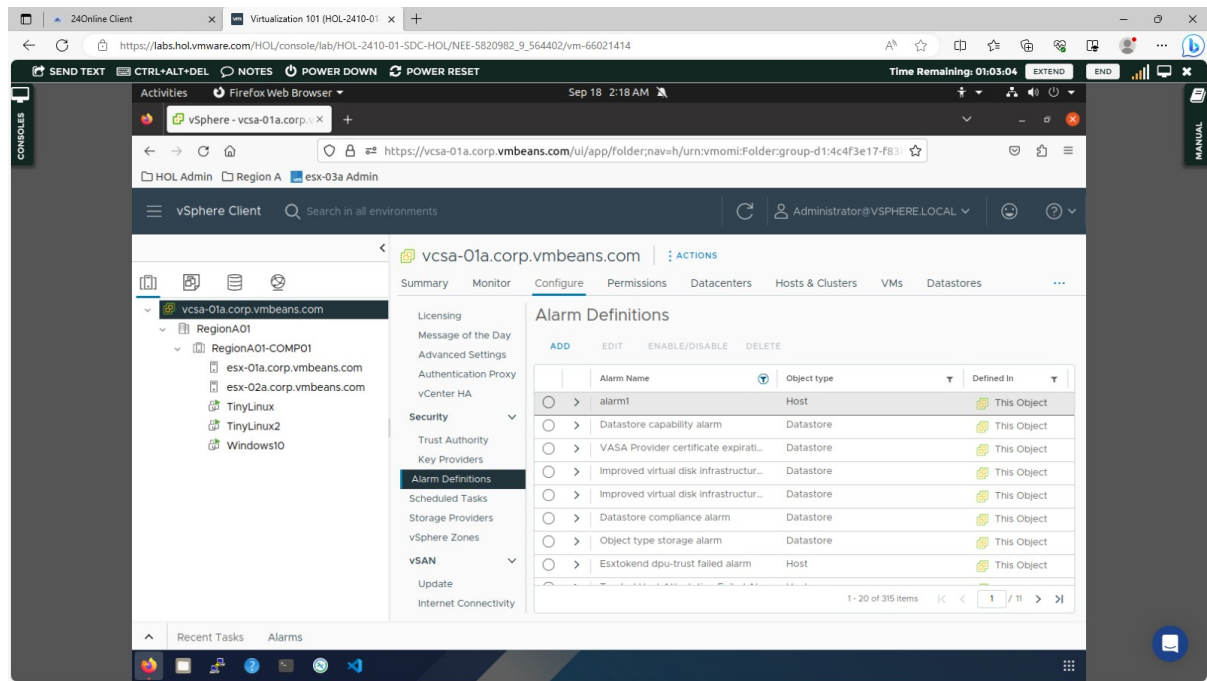 24Online Client
Virtualization 101 (HOL-2410-01
https://labs.hol.vmware.com/HOL/console/lab/HOL-2410-01-SDC-HOL/NEE-5820982_9_564402/vm-66021414
SEND TEXT CTRL+ALT+DEL NOTES POWER DOWN POWER RESET Time Remaining: 01:03:04 EXTEND END
CONSOLES
MANUAL
Activities Firefox Web Browser Sep 18 2:18 AM
vSphere - vcsa-01a.corp.v
https://vcsa-01a.corp.vmbeans.com/ui/app/folder;nav=h/urn:vmomi:Folder:group-d1:4c4f3e17-f83
HOL Admin Region A esx-03a Admin
vSphere Client Search in all environments Administrator@VSPHERE.LOCAL
vcsa-01a.corp.vmbeans.com
RegionA01
RegionA01-COMP01
esx-01a.corp.vmbeans.com
esx-02a.corp.vmbeans.com
TinyLinux
TinyLinux2
Windows10
vcsa-01a.corp.vmbeans.com ACTIONS
Summary Monitor Configure Permissions Datacenters Hosts & Clusters VMs Datastores ...
Licensing
Message of the Day
Advanced Settings
Authentication Proxy
vCenter HA
Security
Trust Authority
Key Providers
Alarm Definitions
Scheduled Tasks
Storage Providers
vSphere Zones
vSAN
Update
Internet Connectivity
Alarm Definitions
ADD EDIT ENABLE/DISABLE DELETE
Alarm Name Object type Defined In
alarm1 Host This Object
Datastore capability alarm Datastore This Object
VASA Provider certificate expirati... Datastore This Object
Improved virtual disk infrastructur... Datastore This Object
Improved virtual disk infrastructur... Datastore This Object
Datastore compliance alarm Datastore This Object
Object type storage alarm Datastore This Object
Esxtokend dpu-trust failed alarm Host This Object
1 - 20 of 315 items 1 / 11
Recent Tasks Alarms